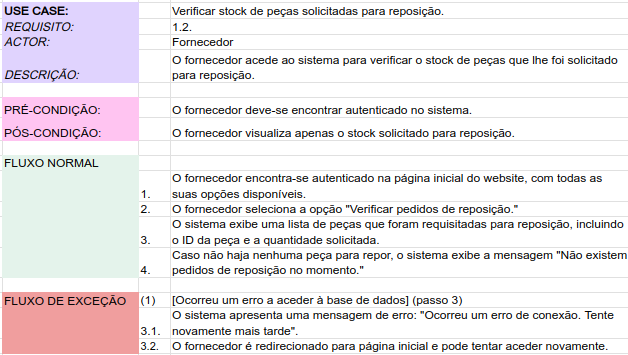 USE CASE: Verificar stock de peças solicitadas para reposição.
REQUISITO: 1.2.
ACTOR: Fornecedor
DESCRIÇÃO: O fornecedor acede ao sistema para verificar o stock de peças que lhe foi solicitado
para reposição.
PRÉ-CONDIÇÃO: O fornecedor deve-se encontrar autenticado no sistema.
PÓS-CONDIÇÃO: O fornecedor visualiza apenas o stock solicitado para reposição.
FLUXO NORMAL
1. O fornecedor encontra-se autenticado na página inicial do website, com todas as
suas opções disponíveis.
2. O fornecedor seleciona a opção "Verificar pedidos de reposição."
3. O sistema exibe uma lista de peças que foram requisitadas para reposição, incluindo
o ID da peça e a quantidade solicitada.
4. Caso não haja nenhuma peça para repor, o sistema exibe a mensagem "Não existem
pedidos de reposição no momento."
FLUXO DE EXCEÇÃO (1) [Ocorreu um erro a aceder à base de dados] (passo 3)
3.1. O sistema apresenta uma mensagem de erro: "Ocorreu um erro de conexão. Tente
novamente mais tarde".
3.2. O fornecedor é redirecionado para página inicial e pode tentar aceder novamente.